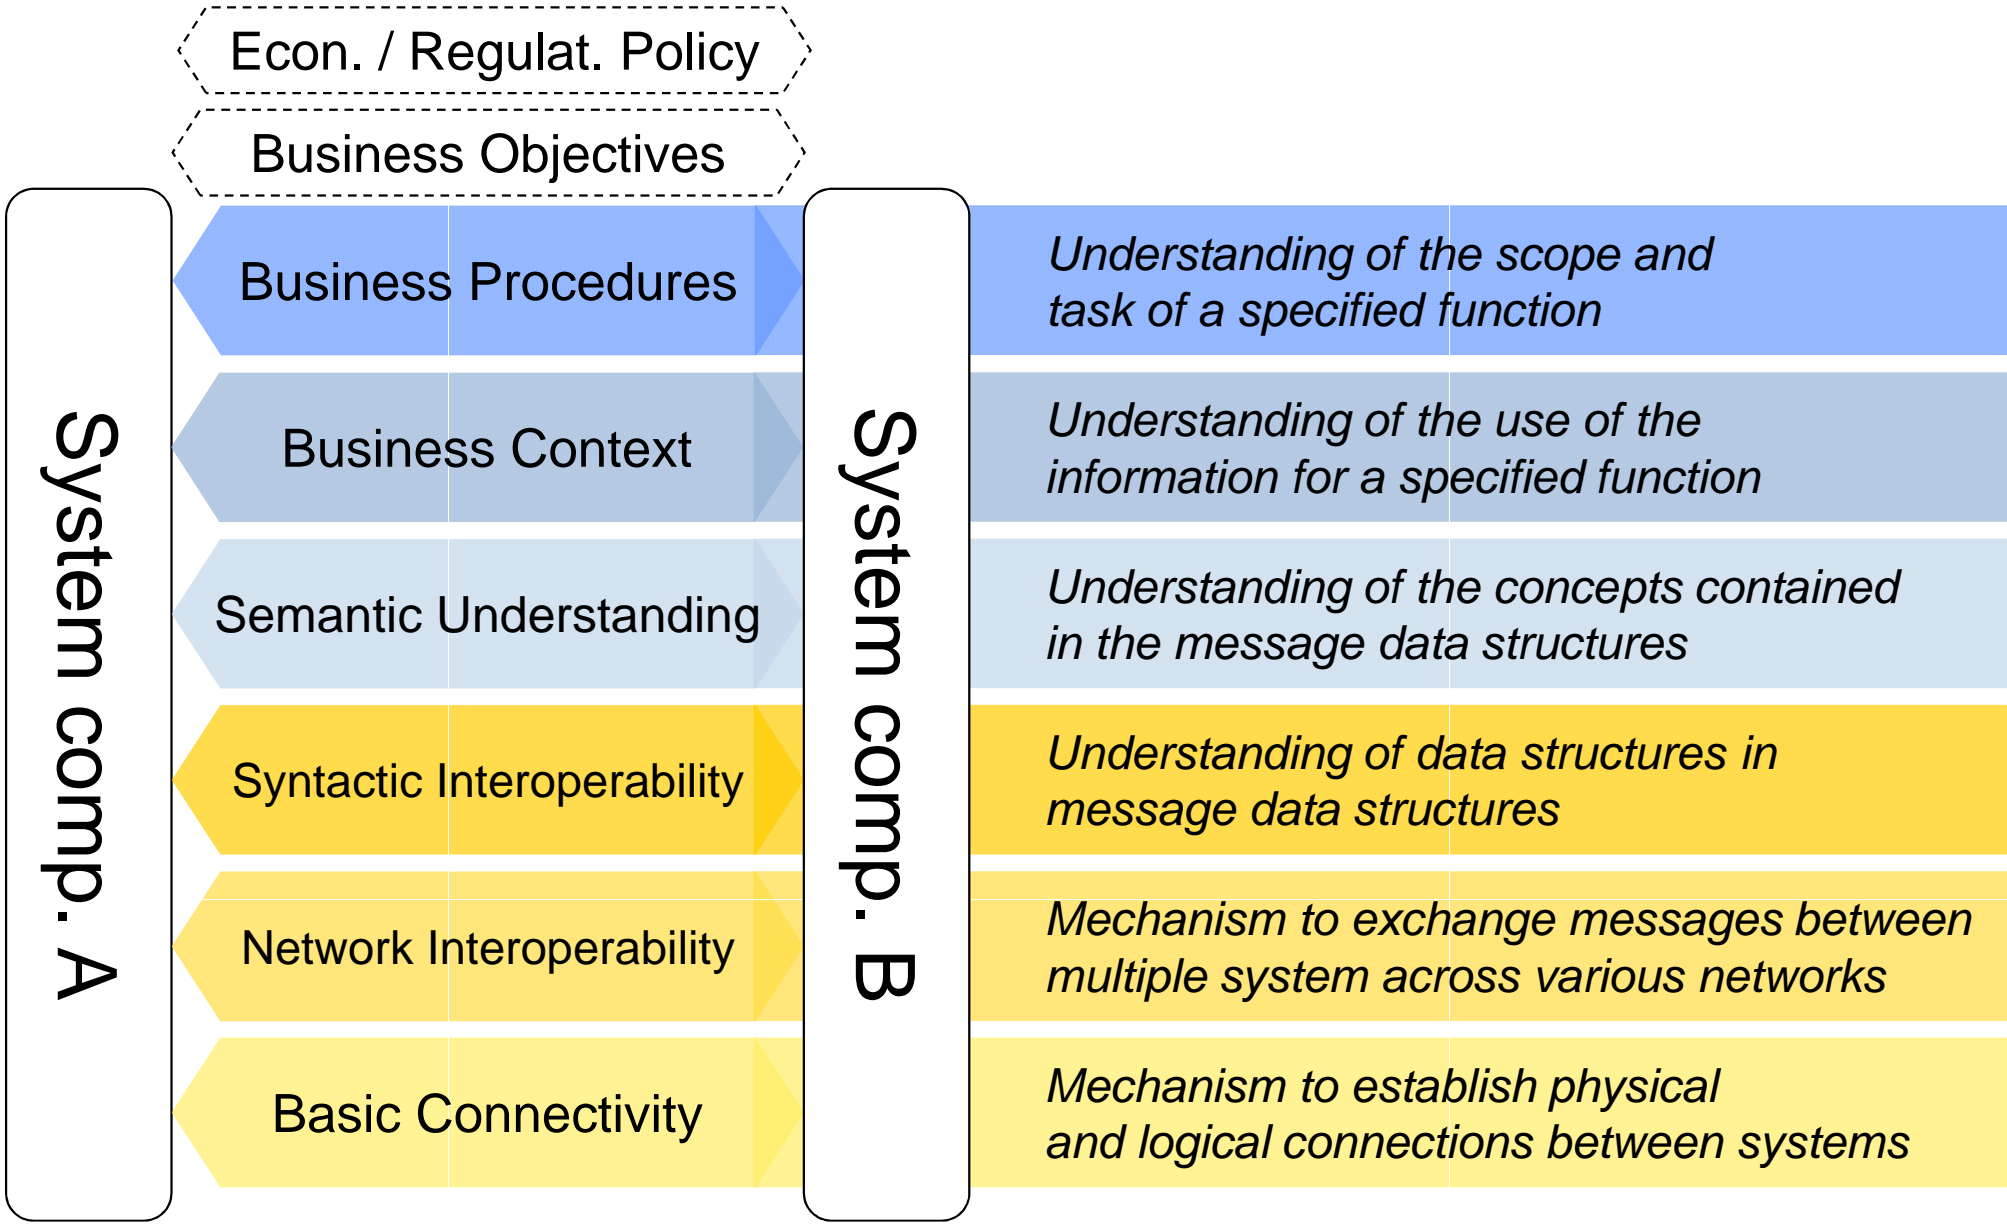 Econ. / Regulat. Policy
Business Objectives
System comp. A
System comp. B
Business Procedures
Understanding of the scope and
task of a specified function
Business Context
Understanding of the use of the
information for a specified function
Semantic Understanding
Understanding of the concepts contained
in the message data structures
Syntactic Interoperability
Understanding of data structures in
message data structures
Network Interoperability
Mechanism to exchange messages between
multiple system across various networks
Basic Connectivity
Mechanism to establish physical
and logical connections between systems